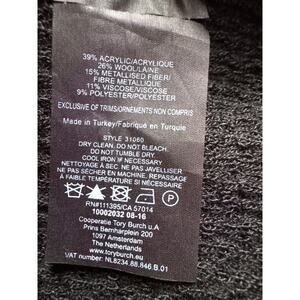 39% ACRYLIC/ACRYLIQUE
26% WOOL/LAINE
15% METALLISED FIBER/
FIBRE METALLISEE
11% VISCOSE/VISCOSE
9% POLYESTER/POLYESTER
EXCLUSIVE OF TRIMS/ORNEMENTS NON COMPRIS
Made in Turkey/Fabriqué en Turquie
STYLE 31060
DRY CLEAN. DO NOT BLEACH.
DO NOT TUMBLE DRY
COOL IRON IF NECESSARY
NETTOYAGE À SEC. NE PAS JAVELLISER
NE PAS SÉCHER EN MACHINE. REPASSAGE
À FAIBLE TEMPÉRATURE SI NÉCESSAIRE
RN#111395/CA 57014
10002032 08-16
Cooperatie Tory Burch u.A
Prins Bernharplein 200
1097 Amsterdam
The Netherlands
www.toryburch.com
VAT number: NL8234.88.846.B.01